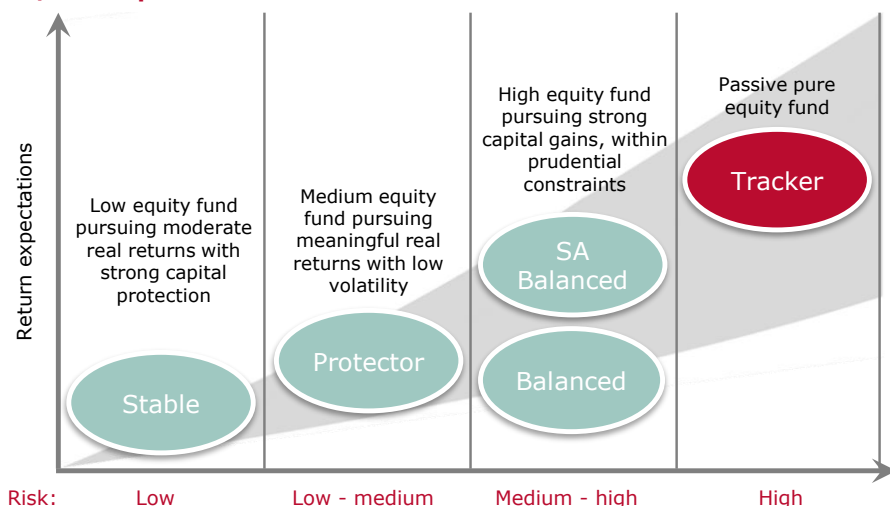 Return expectations
Low equity fund
pursuing moderate
real returns with
strong capital
protection
Stable
Medium equity
fund pursuing
meaningful real
returns with low
volatility
Protector
High equity fund
pursuing strong
capital gains, within
prudential
constraints
SA
Balanced
Balanced
Passive pure
equity fund
Tracker
Risk:
Low
Low - medium
Medium - high
High